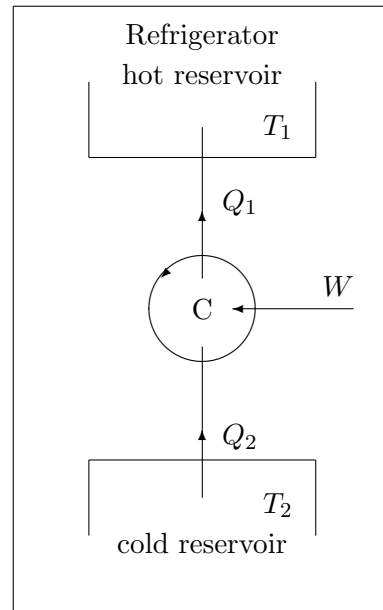 Refrigerator
hot reservoir
T₁
Q₁
W
C
Q₂
T₂
cold reservoir